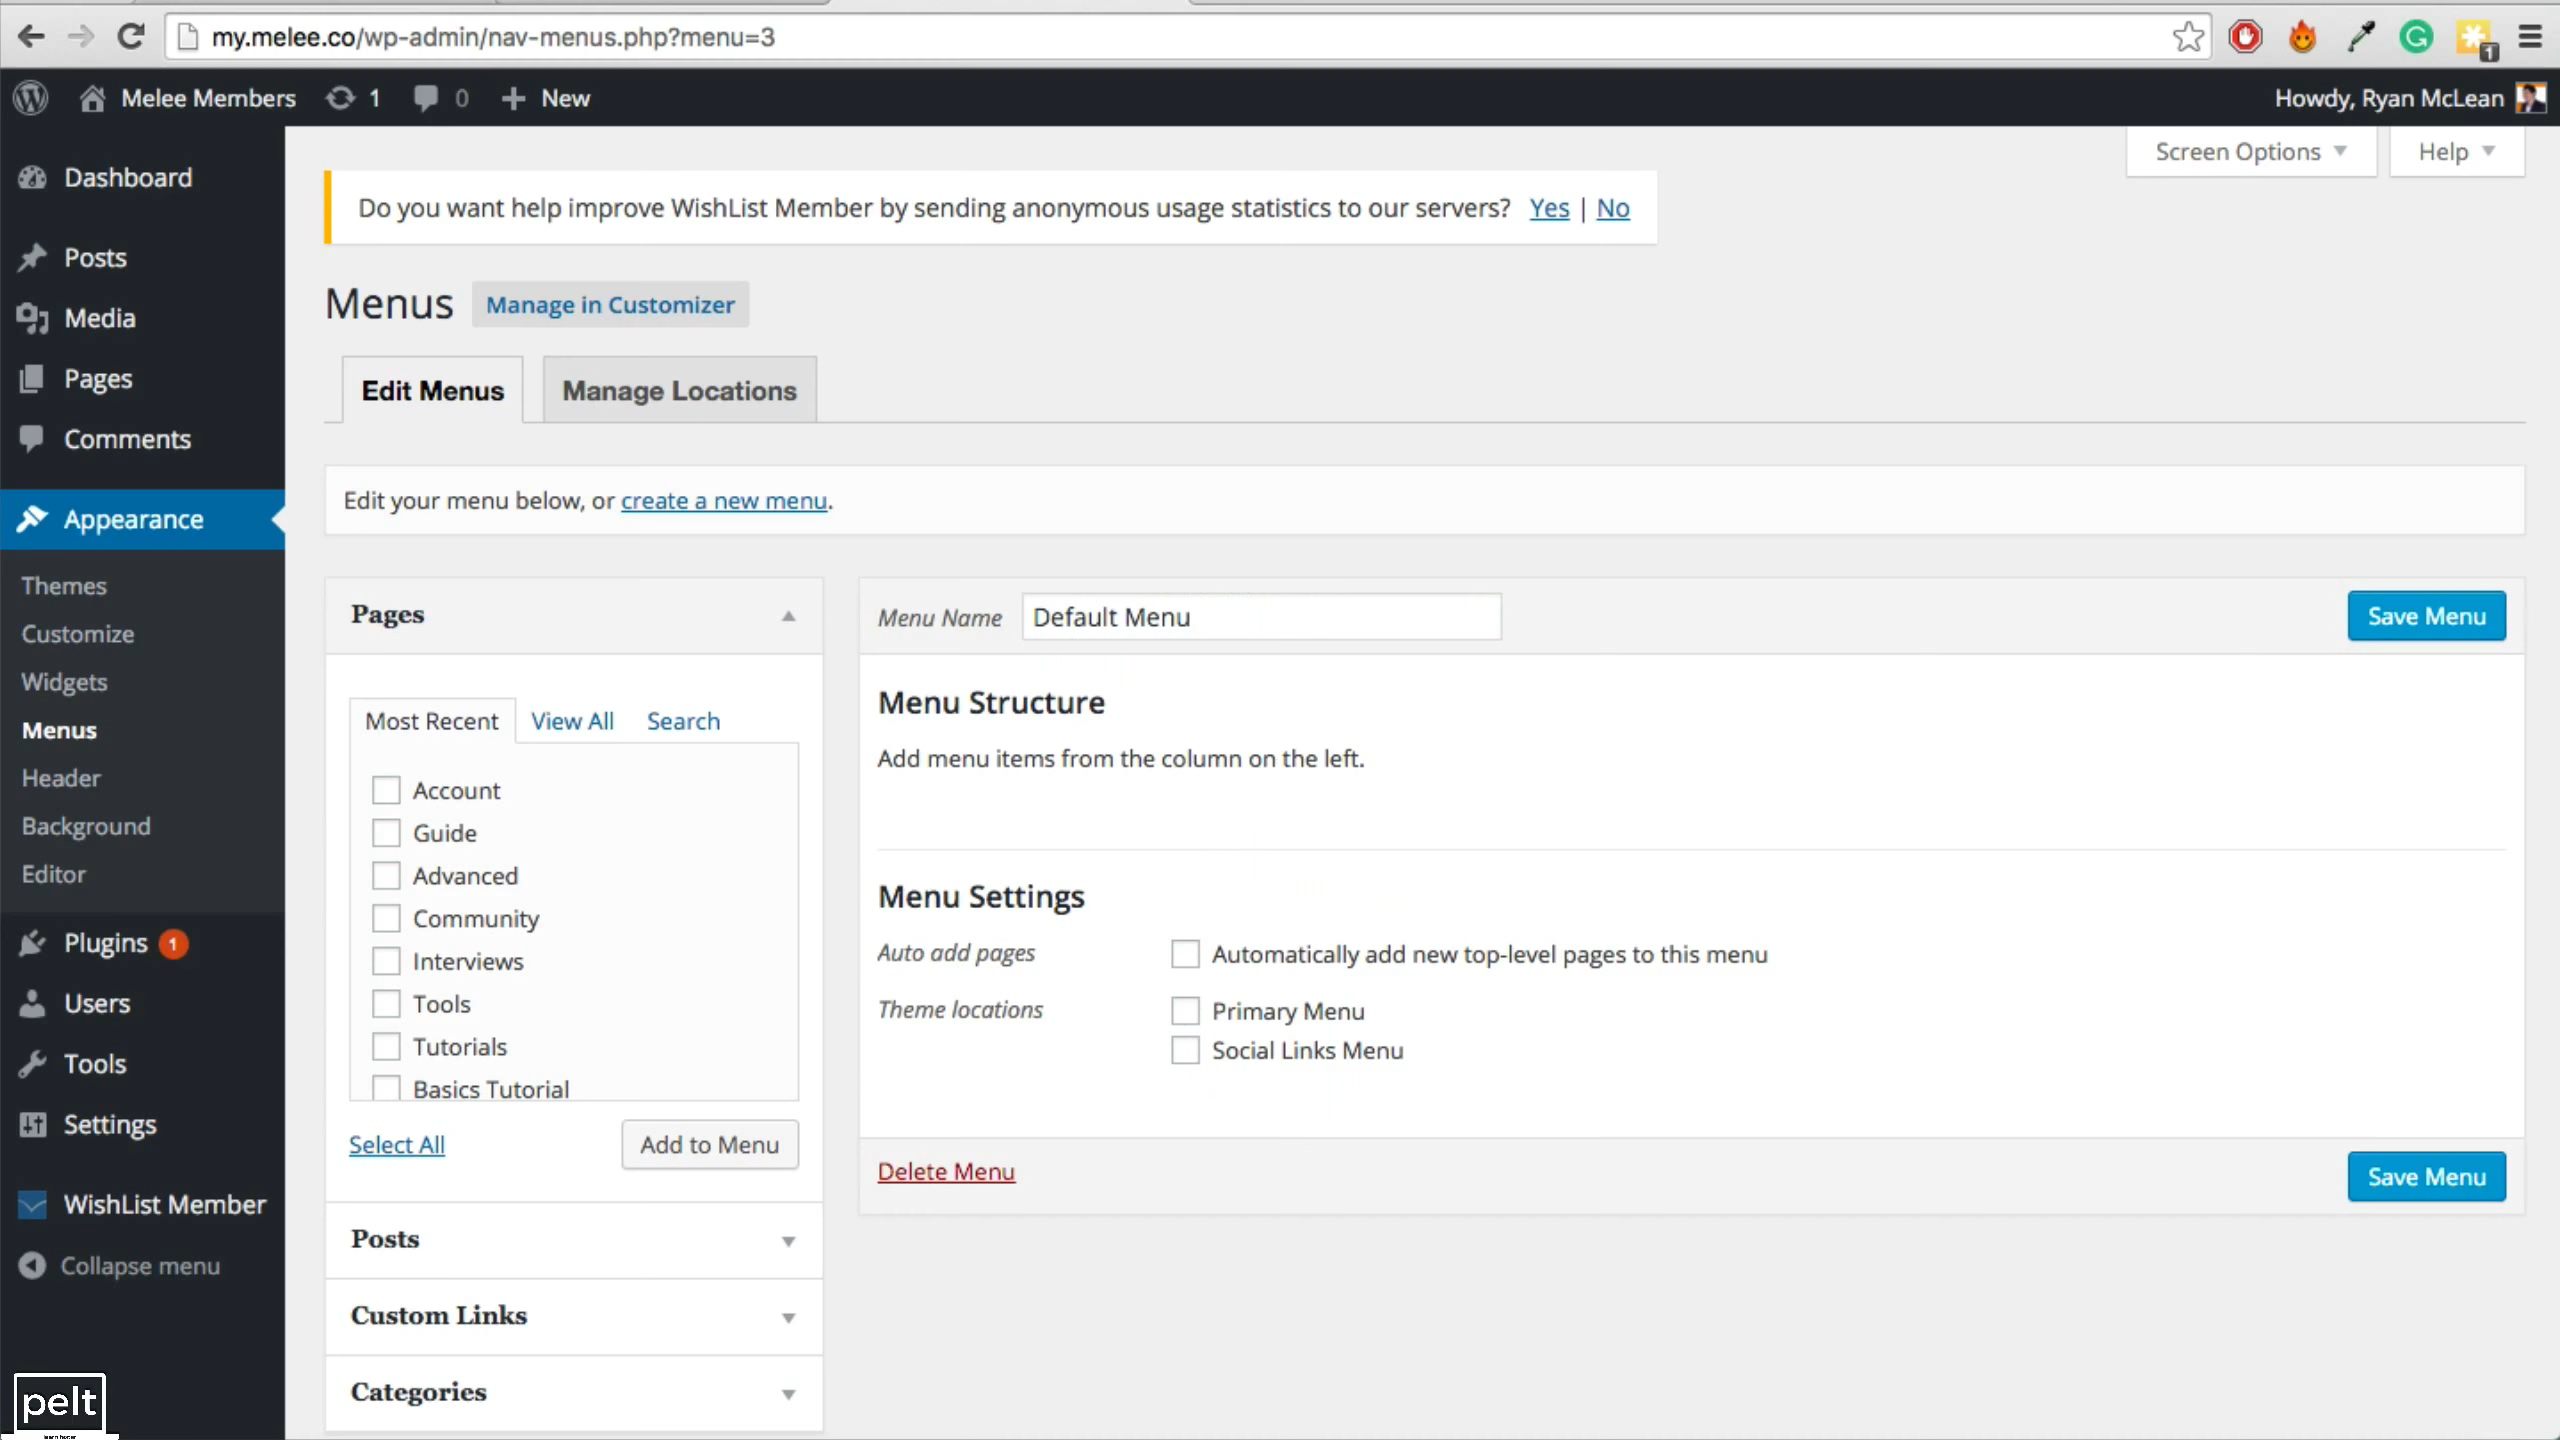 my.melee.co/wp-admin/nav-menus.php?menu=3
1
Melee Members 1 0 + New
Howdy, Ryan McLean
Dashboard
Posts
Media
Pages
Comments
Appearance
Themes
Customize
Widgets
Menus
Header
Background
Editor
Plugins 1
Users
Tools
Settings
WishList Member
Collapse menu
Screen Options Help
Do you want help improve WishList Member by sending anonymous usage statistics to our servers? Yes | No
Menus Manage in Customizer
Edit Menus Manage Locations
Edit your menu below, or create a new menu.
Pages
Most Recent View All Search
Account
Guide
Advanced
Community
Interviews
Tools
Tutorials
Basics Tutorial
Select All Add to Menu
Posts
Custom Links
Categories
Menu Name Default Menu Save Menu
Menu Structure
Add menu items from the column on the left.
Menu Settings
Auto add pages Automatically add new top-level pages to this menu
Theme locations Primary Menu
Social Links Menu
Delete Menu Save Menu
pelt